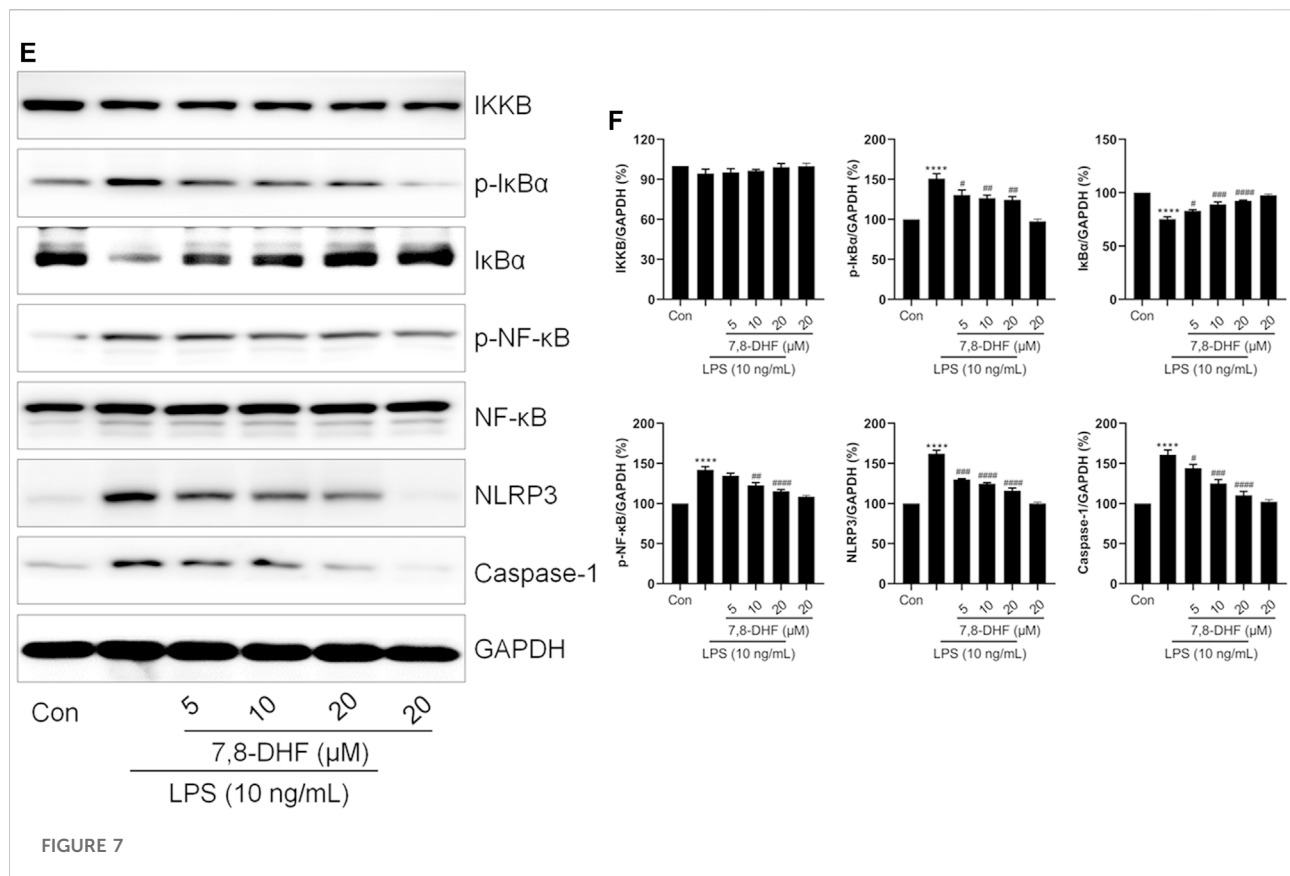 E
IKKB
p-IκBα
IκBα
p-NF-κB
NF-κB
NLRP3
Caspase-1
GAPDH
Con 5 10 20 20
7,8-DHF (μM)
LPS (10 ng/mL)
F
IKKB/GAPDH (%)
120
90
60
30
0
Con 5 10 20 20
7,8-DHF (μM)
LPS (10 ng/mL)
p-IκBα/GAPDH (%)
200
150
100
50
0
**** # ## ##
Con 5 10 20 20
7,8-DHF (μM)
LPS (10 ng/mL)
IκBα/GAPDH (%)
150
100
50
0
**** # ### ####
Con 5 10 20 20
7,8-DHF (μM)
LPS (10 ng/mL)
p-NF-κB/GAPDH (%)
200
150
100
50
0
**** ## ####
Con 5 10 20 20
7,8-DHF (μM)
LPS (10 ng/mL)
NLRP3/GAPDH (%)
200
150
100
50
0
**** ### #### ####
Con 5 10 20 20
7,8-DHF (μM)
LPS (10 ng/mL)
Caspase-1/GAPDH (%)
200
150
100
50
0
**** # ### ####
Con 5 10 20 20
7,8-DHF (μM)
LPS (10 ng/mL)
FIGURE 7